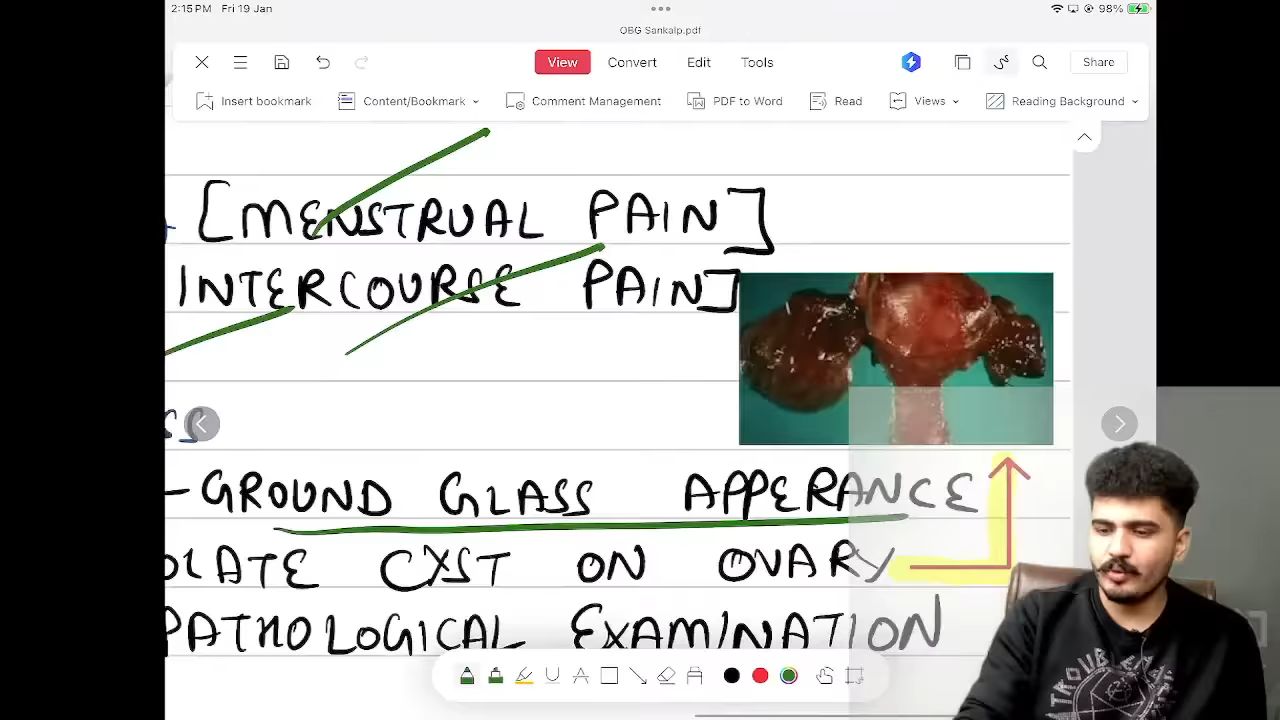 2:15 PM Fri 19 Jan
98%
OBG Sankalp.pdf
View Convert Edit Tools
Share
Insert bookmark Content/Bookmark Comment Management PDF to Word Read Views Reading Background
[MENSTRUAL PAIN]
INTERCOURSE PAIN]
-GROUND GLASS APPERANCE
OLATE CYST ON OVARY
PATHOLOGICAL EXAMINATION